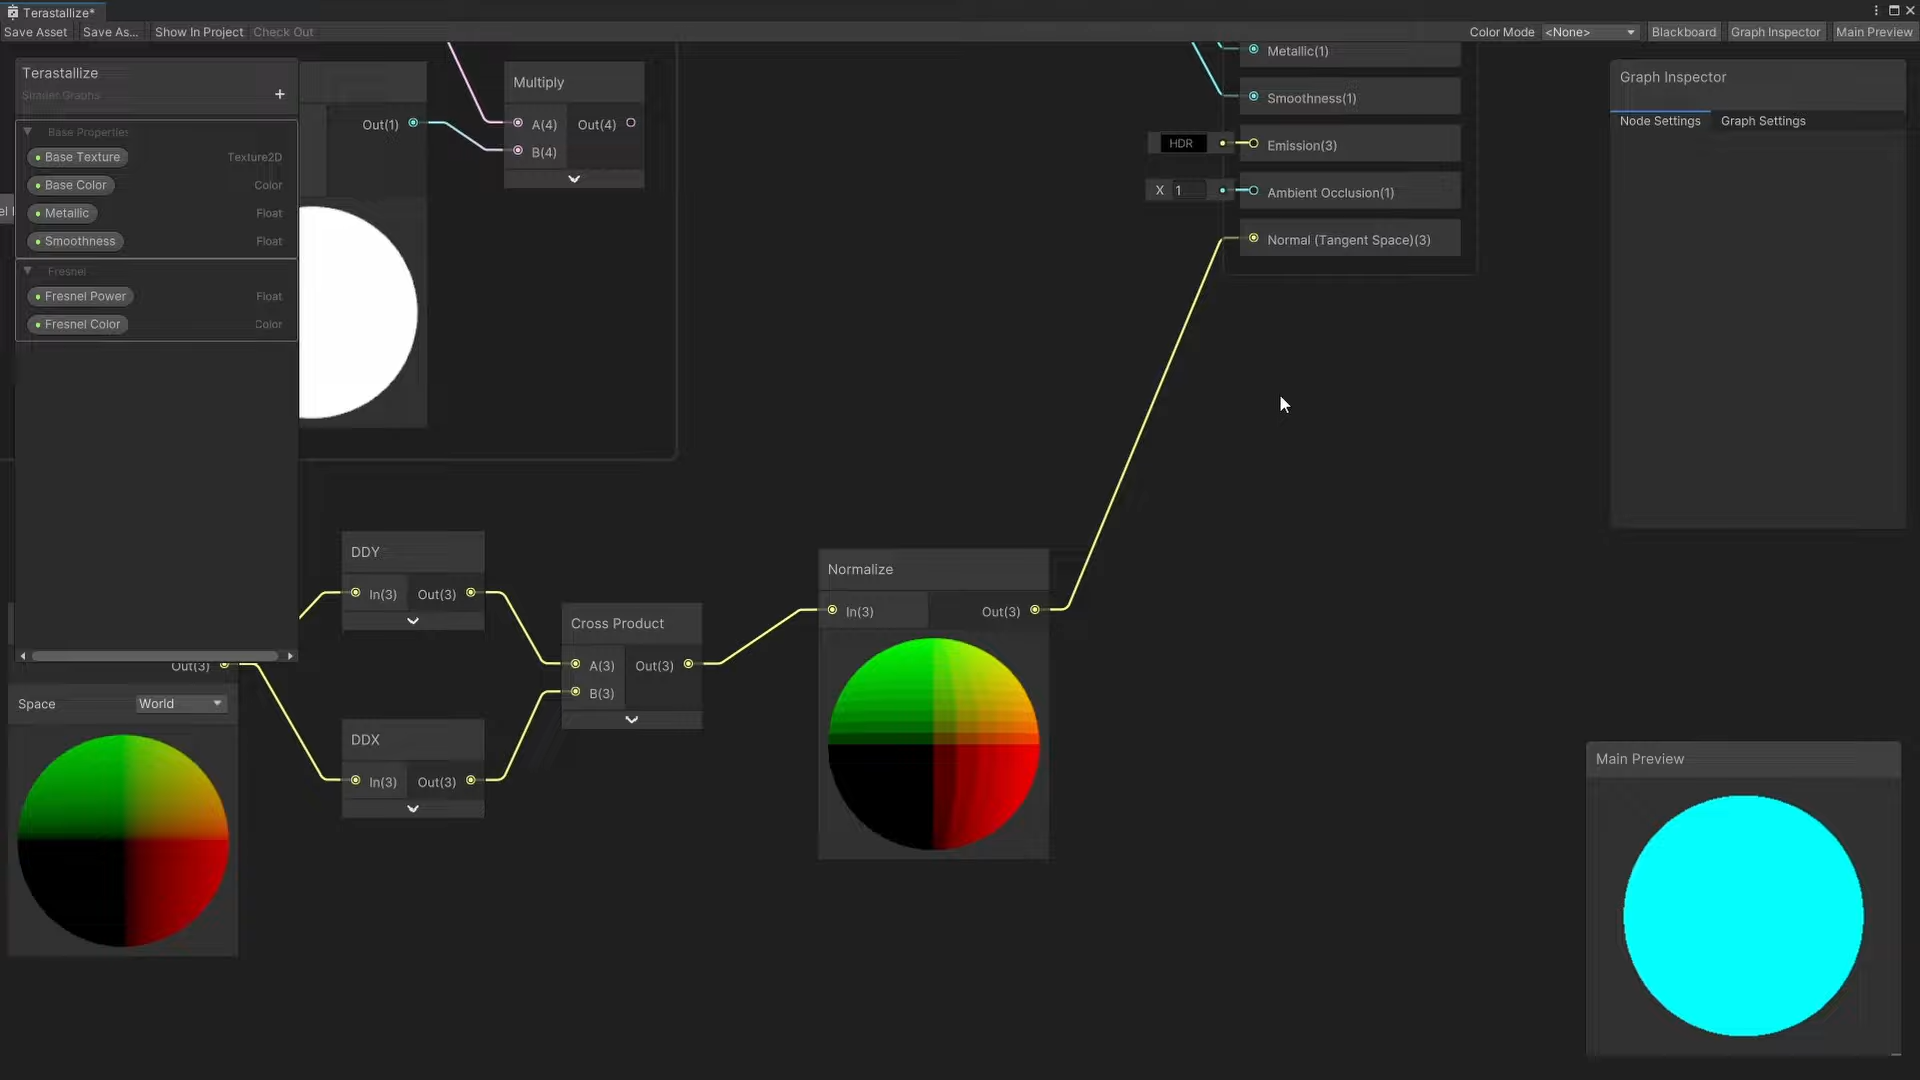 Terastallize*
Save Asset Save As... Show In Project Check Out Color Mode <None> Blackboard Graph Inspector Main Preview
Terastallize
Shader Graphs
Base Properties
Base Texture Texture2D
Base Color Color
Metallic Float
Smoothness Float
Fresnel
Fresnel Power Float
Fresnel Color Color
Out(1)
Multiply
A(4) Out(4)
B(4)
Metallic(1)
Smoothness(1)
HDR Emission(3)
X 1 Ambient Occlusion(1)
Normal (Tangent Space)(3)
Graph Inspector
Node Settings Graph Settings
Out(3)
Space World
DDY
In(3) Out(3)
DDX
In(3) Out(3)
Cross Product
A(3) Out(3)
B(3)
Normalize
In(3) Out(3)
Main Preview